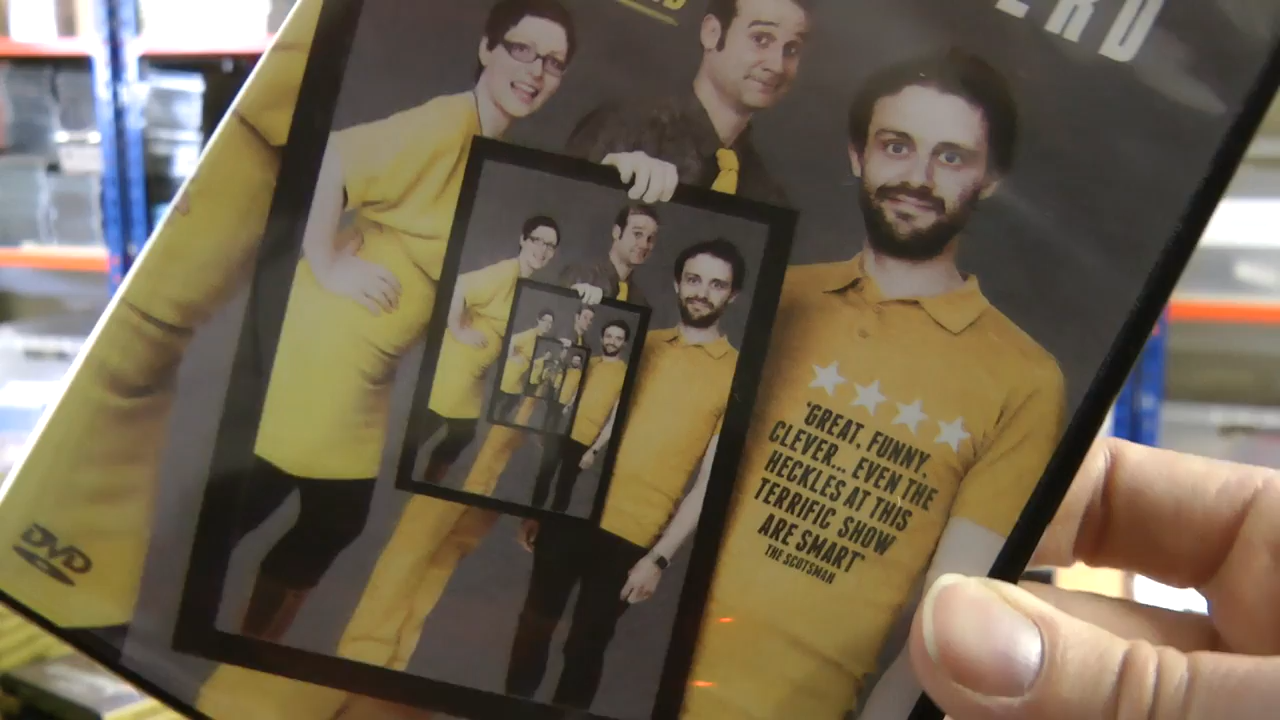 'GREAT, FUNNY,
CLEVER... EVEN THE
HECKLES AT THIS
TERRIFIC SHOW
ARE SMART'
THE SCOTSMAN
DVD